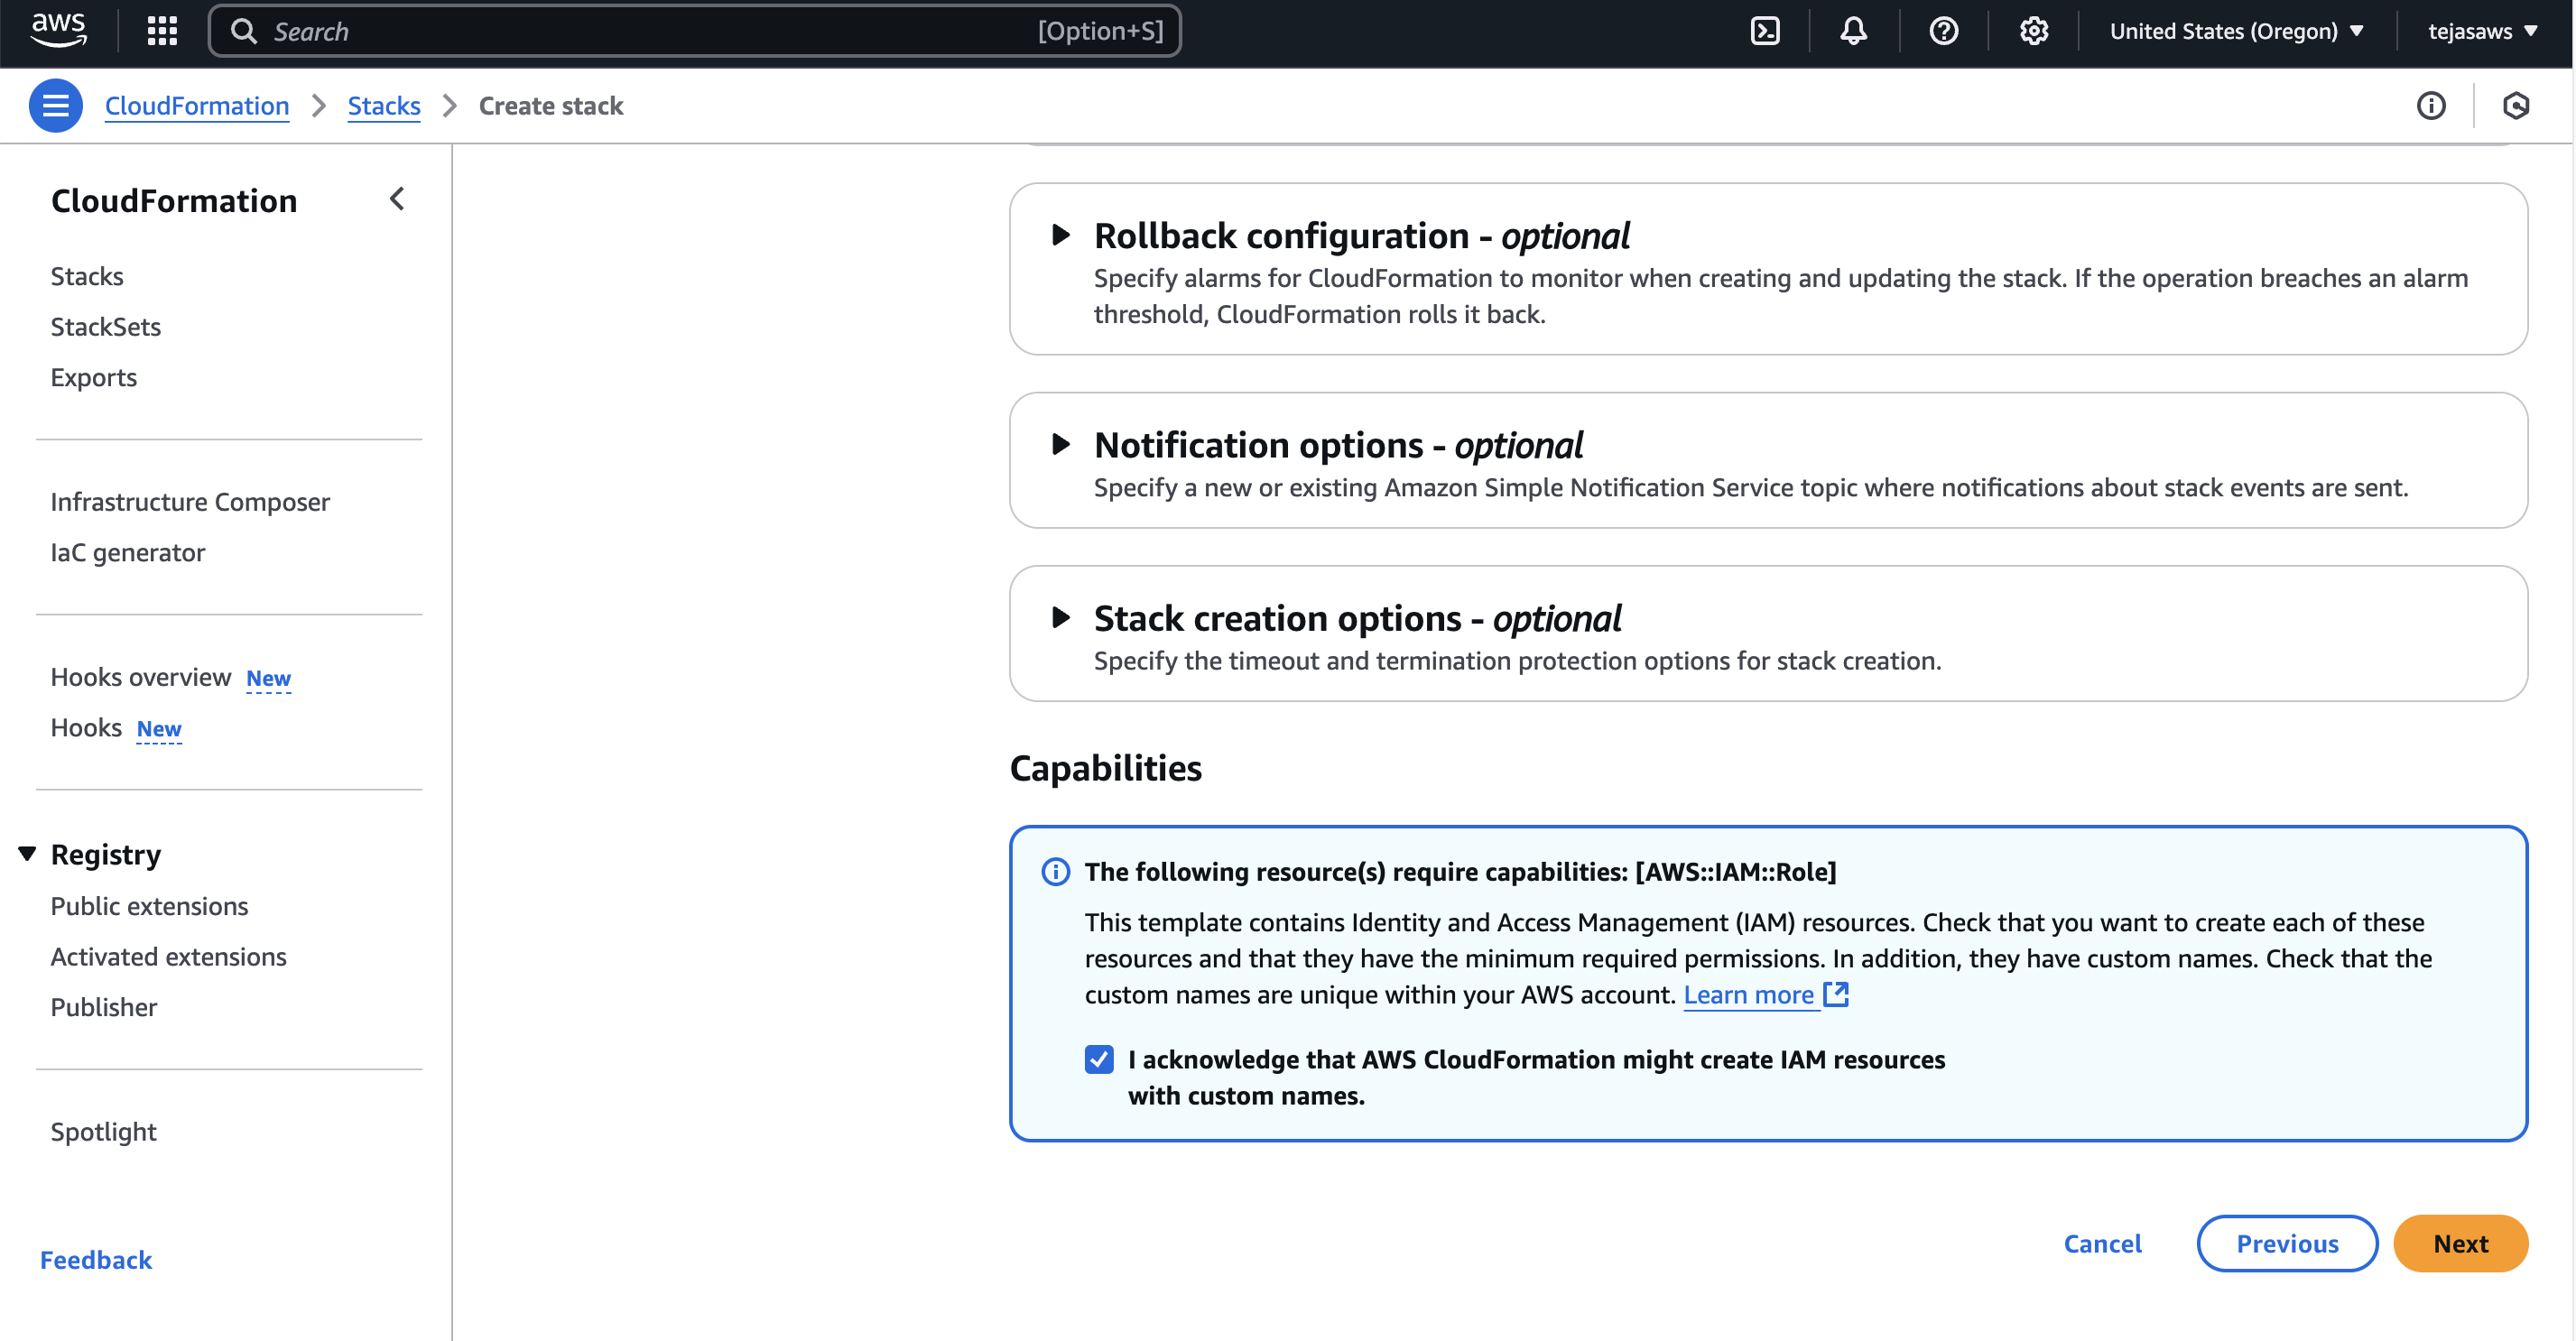 aws
Search
[Option+S]
United States (Oregon)
tejasaws
CloudFormation
Stacks
Create stack
CloudFormation
Stacks
StackSets
Exports
Infrastructure Composer
IaC generator
Hooks overview New
Hooks New
Registry
Public extensions
Activated extensions
Publisher
Spotlight
Feedback
Rollback configuration - optional
Specify alarms for CloudFormation to monitor when creating and updating the stack. If the operation breaches an alarm
threshold, CloudFormation rolls it back.
Notification options - optional
Specify a new or existing Amazon Simple Notification Service topic where notifications about stack events are sent.
Stack creation options - optional
Specify the timeout and termination protection options for stack creation.
Capabilities
The following resource(s) require capabilities: [AWS::IAM::Role]
This template contains Identity and Access Management (IAM) resources. Check that you want to create each of these
resources and that they have the minimum required permissions. In addition, they have custom names. Check that the
custom names are unique within your AWS account. Learn more
I acknowledge that AWS CloudFormation might create IAM resources
with custom names.
Cancel
Previous
Next